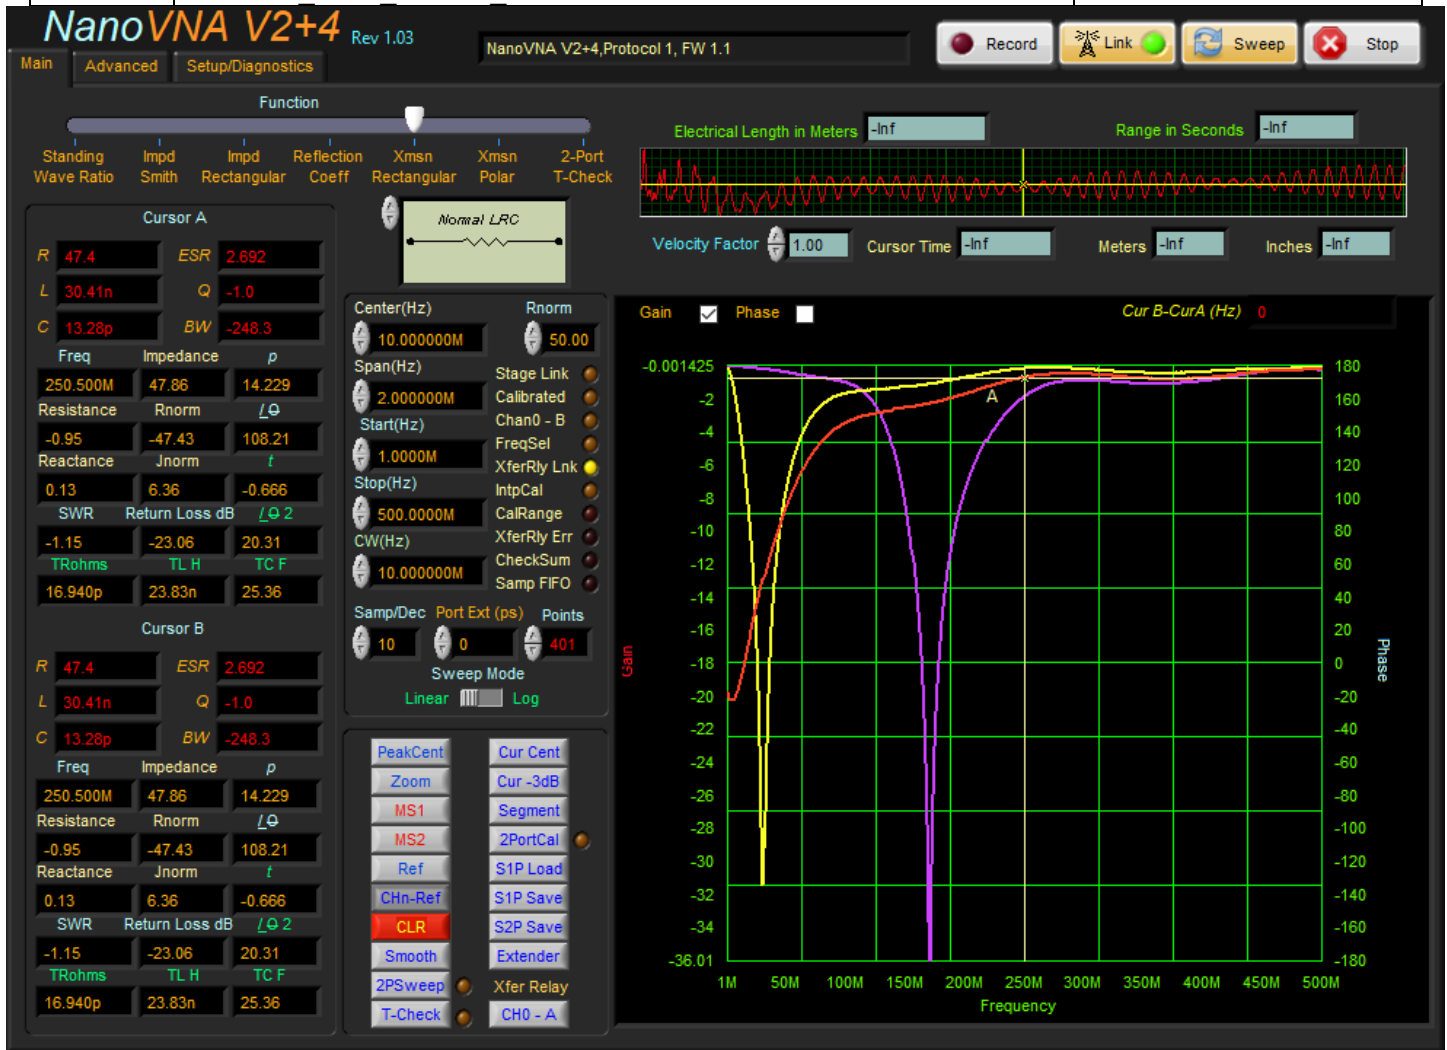 NanoVNA V2+4 Rev 1.03
NanoVNA V2+4,Protocol 1, FW 1.1
Record Link Sweep Stop
Main Advanced Setup/Diagnostics
Function
Standing Wave Ratio
Impd Smith
Impd Rectangular
Reflection Coeff
Xmsn Rectangular
Xmsn Polar
2-Port T-Check
Electrical Length in Meters -Inf
Range in Seconds -Inf
Velocity Factor 1.00 Cursor Time -Inf Meters -Inf Inches -Inf
Normal LRC
Cursor A
R 47.4 ESR 2.692
L 30.41n Q -1.0
C 13.28p BW -248.3
Freq Impedance p
250.500M 47.86 14.229
Resistance Rnorm /θ
-0.95 -47.43 108.21
Reactance Jnorm t
0.13 6.36 -0.666
SWR Return Loss dB /θ 2
-1.15 -23.06 20.31
TRohms TL H TC F
16.940p 23.83n 25.36
Cursor B
R 47.4 ESR 2.692
L 30.41n Q -1.0
C 13.28p BW -248.3
Freq Impedance p
250.500M 47.86 14.229
Resistance Rnorm /θ
-0.95 -47.43 108.21
Reactance Jnorm t
0.13 6.36 -0.666
SWR Return Loss dB /θ 2
-1.15 -23.06 20.31
TRohms TL H TC F
16.940p 23.83n 25.36
Center(Hz) Rnorm
10.000000M 50.00
Span(Hz)
2.000000M
Start(Hz)
1.0000M
Stop(Hz)
500.0000M
CW(Hz)
10.000000M
Stage Link
Calibrated
Chan0 - B
FreqSel
XferRly Lnk
IntpCal
CalRange
XferRly Err
CheckSum
Samp FIFO
Samp/Dec Port Ext (ps) Points
10 0 401
Sweep Mode
Linear Log
PeakCent Cur Cent
Zoom Cur -3dB
MS1 Segment
MS2 2PortCal
Ref S1P Load
CHn-Ref S1P Save
CLR S2P Save
Smooth Extender
2PSweep Xfer Relay
T-Check CH0 - A
Gain Phase Cur B-CurA (Hz) 0
-0.001425
-2
-4
-6
-8
-10
-12
-14
-16
-18
-20
-22
-24
-26
-28
-30
-32
-34
-36.01
Gain
A
180
160
140
120
100
80
60
40
20
0
-20
-40
-60
-80
-100
-120
-140
-160
-180
Phase
1M 50M 100M 150M 200M 250M 300M 350M 400M 450M 500M
Frequency